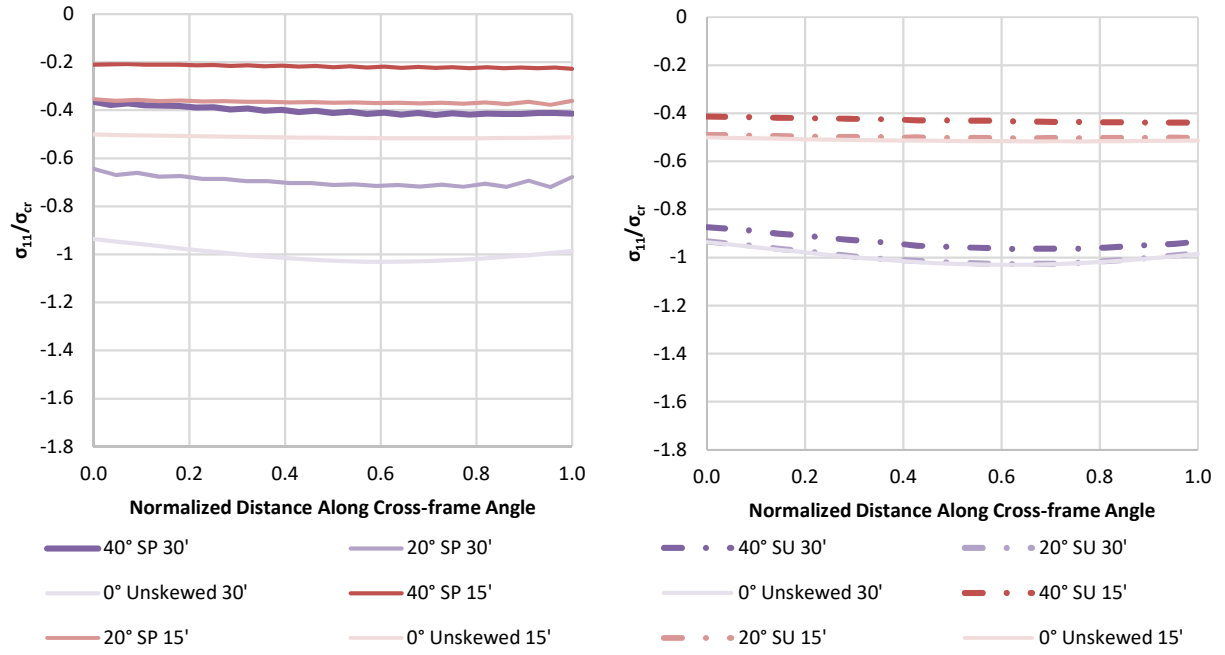 0
-0.2
-0.4
-0.6
-0.8
-1
-1.2
-1.4
-1.6
-1.8
σ11/σcr
0.0 0.2 0.4 0.6 0.8 1.0
Normalized Distance Along Cross-frame Angle
40° SP 30' 20° SP 30'
0° Unskewed 30' 40° SP 15'
20° SP 15' 0° Unskewed 15'
0
-0.2
-0.4
-0.6
-0.8
-1
-1.2
-1.4
-1.6
-1.8
σ11/σcr
0.0 0.2 0.4 0.6 0.8 1.0
Normalized Distance Along Cross-frame Angle
40° SU 30' 20° SU 30'
0° Unskewed 30' 40° SU 15'
20° SU 15' 0° Unskewed 15'